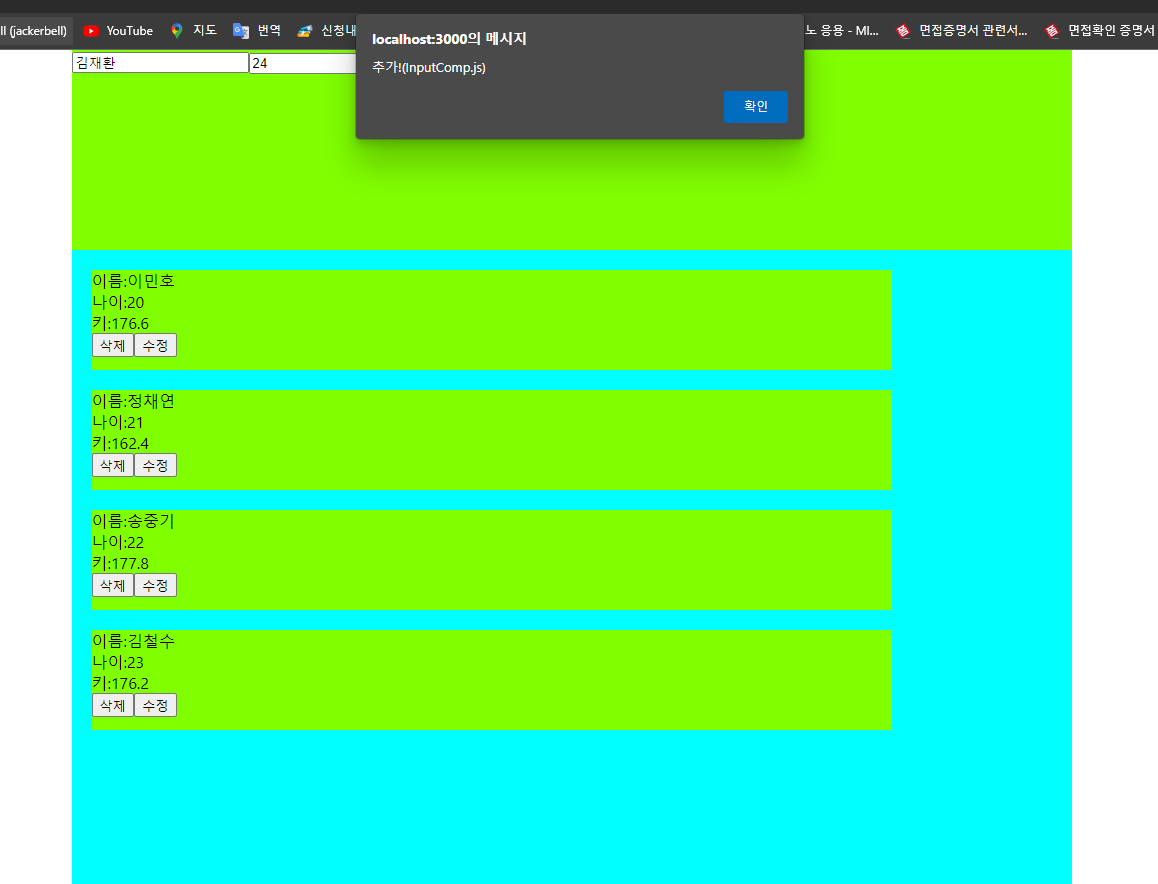 ll (jackerbell) YouTube 지도 번역 신청내 노 응용 - MI... 면접증명서 관련서... 면접확인 증명서
localhost:3000의 메시지
추가!(InputComp.js)
확인
김재환 24
이름:이민호
나이:20
키:176.6
삭제 수정
이름:정채연
나이:21
키:162.4
삭제 수정
이름:송중기
나이:22
키:177.8
삭제 수정
이름:김철수
나이:23
키:176.2
삭제 수정